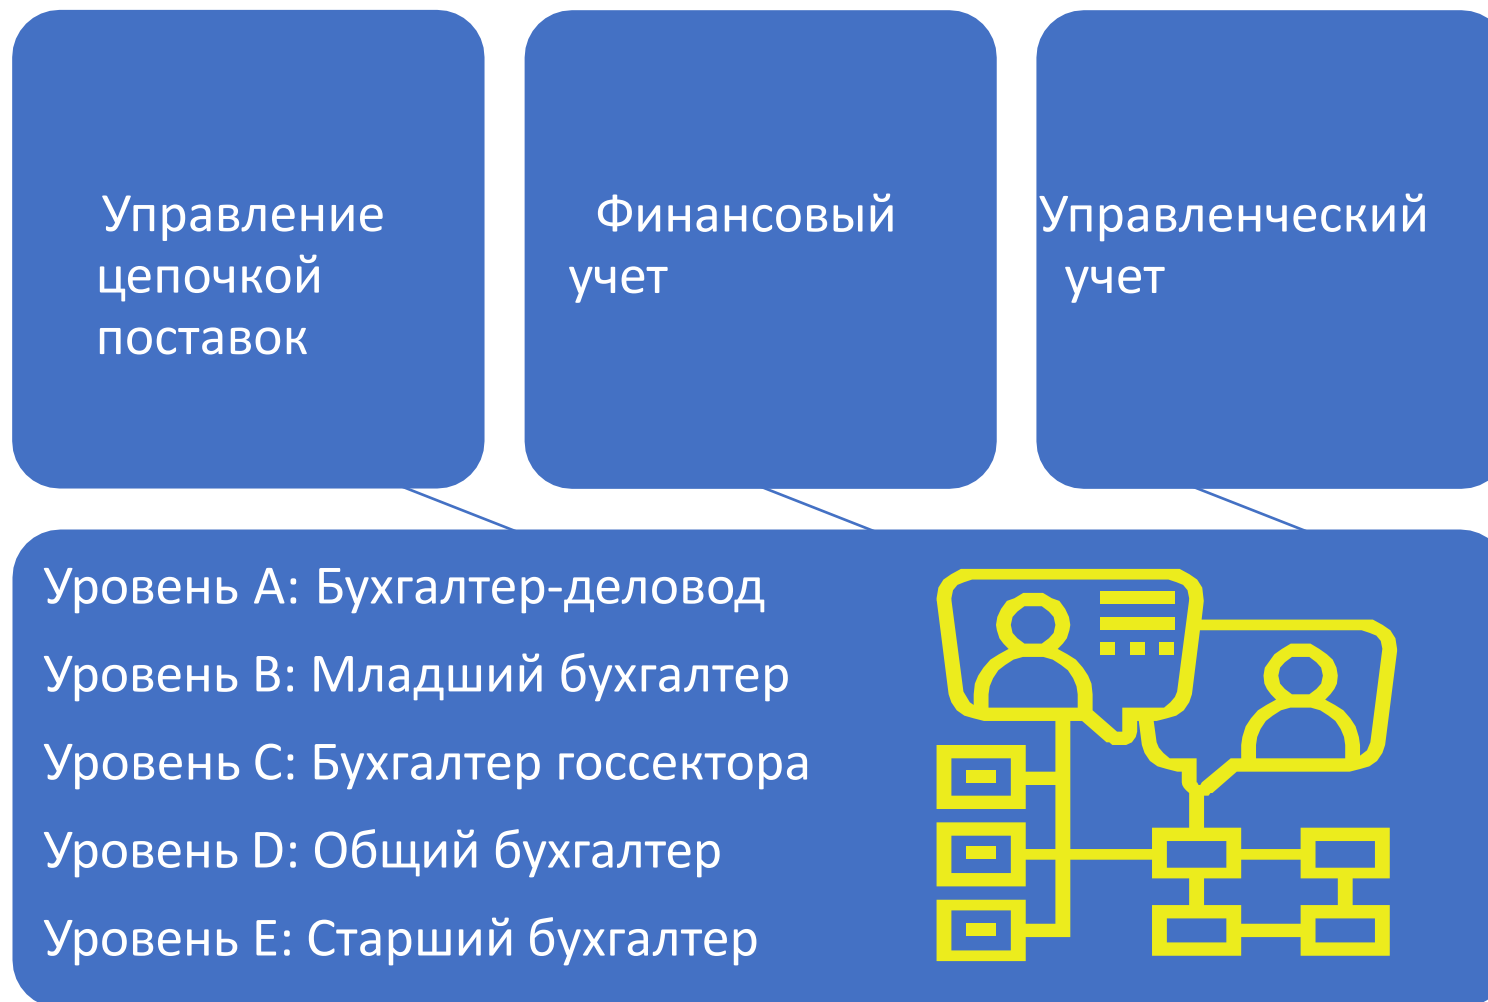 Управление
цепочкой
поставок
Финансовый
учет
Управленческий
учет
Уровень A: Бухгалтер-деловод
Уровень B: Младший бухгалтер
Уровень C: Бухгалтер госсектора
Уровень D: Общий бухгалтер
Уровень E: Старший бухгалтер